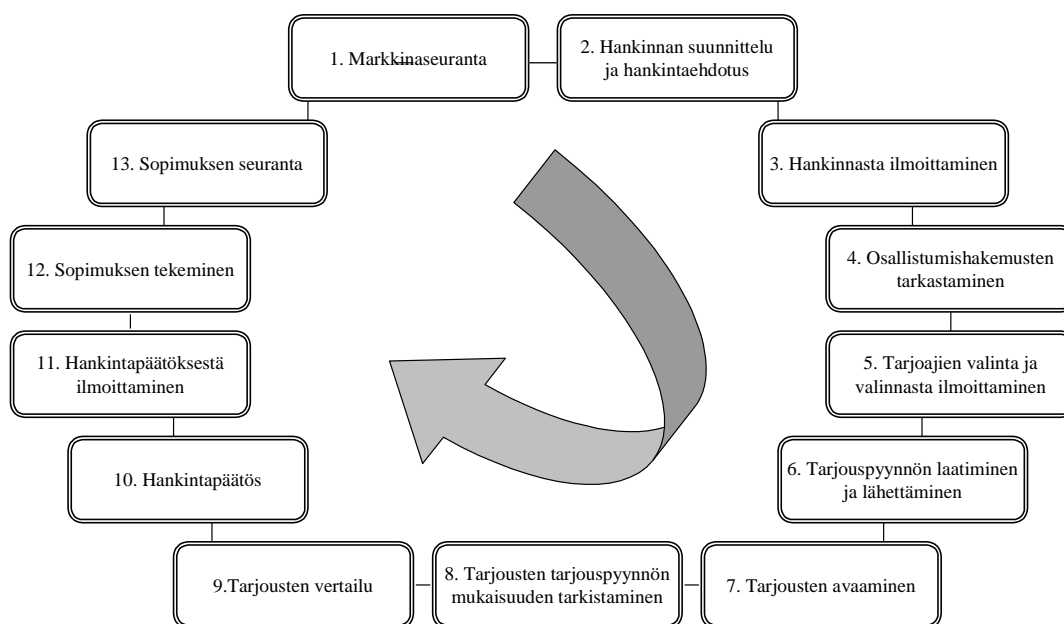 1. Markkinaseuranta
2. Hankinnan suunnittelu
ja hankintaehdotus
3. Hankinnasta ilmoittaminen
4. Osallistumishakemusten
tarkastaminen
5. Tarjoajien valinta ja
valinnasta ilmoittaminen
6. Tarjouspyynnön laatiminen
ja lähettäminen
7. Tarjousten avaaminen
8. Tarjousten tarjouspyynnön
mukaisuuden tarkistaminen
9.Tarjousten vertailu
10. Hankintapäätös
11. Hankintapäätöksestä
ilmoittaminen
12. Sopimuksen tekeminen
13. Sopimuksen seuranta